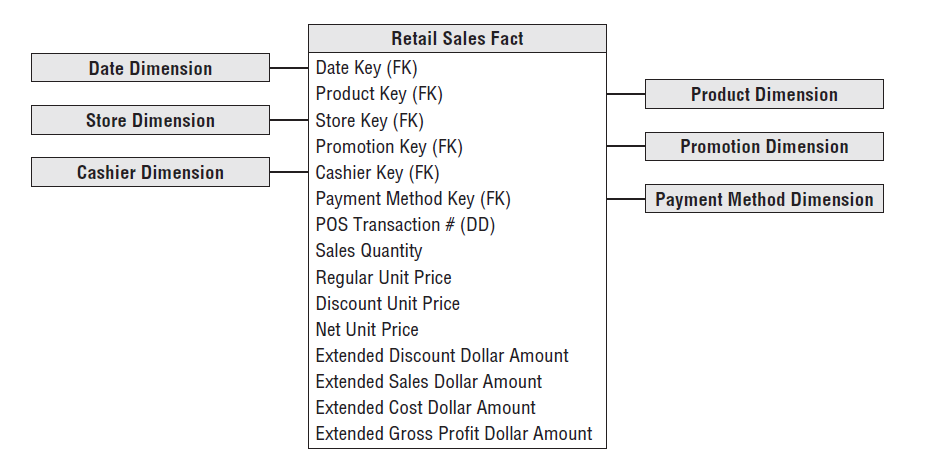 Retail Sales Fact
Date Dimension
Store Dimension
Cashier Dimension
Date Key (FK)
Product Key (FK)
Store Key (FK)
Promotion Key (FK)
Cashier Key (FK)
Payment Method Key (FK)
POS Transaction # (DD)
Sales Quantity
Regular Unit Price
Discount Unit Price
Net Unit Price
Extended Discount Dollar Amount
Extended Sales Dollar Amount
Extended Cost Dollar Amount
Extended Gross Profit Dollar Amount
Product Dimension
Promotion Dimension
Payment Method Dimension